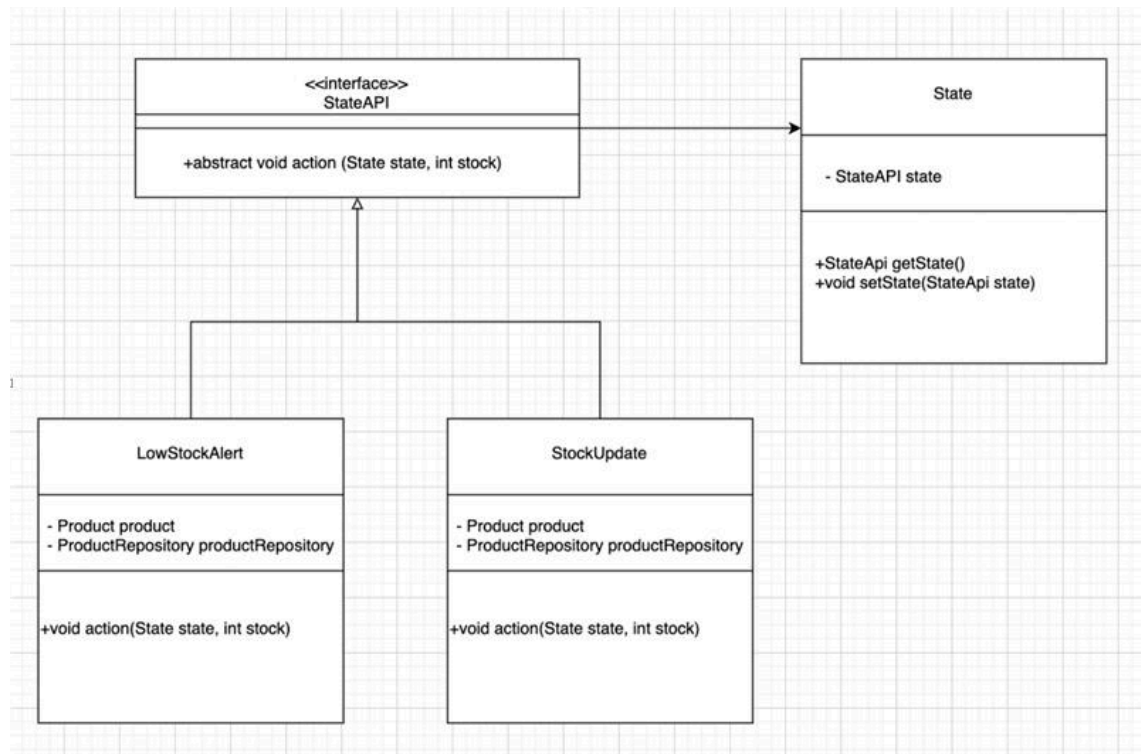 <<interface>>
StateAPI
+abstract void action (State state, int stock)
State
- StateAPI state
+StateApi getState()
+void setState(StateApi state)
LowStockAlert
- Product product
- ProductRepository productRepository
+void action(State state, int stock)
StockUpdate
- Product product
- ProductRepository productRepository
+void action(State state, int stock)